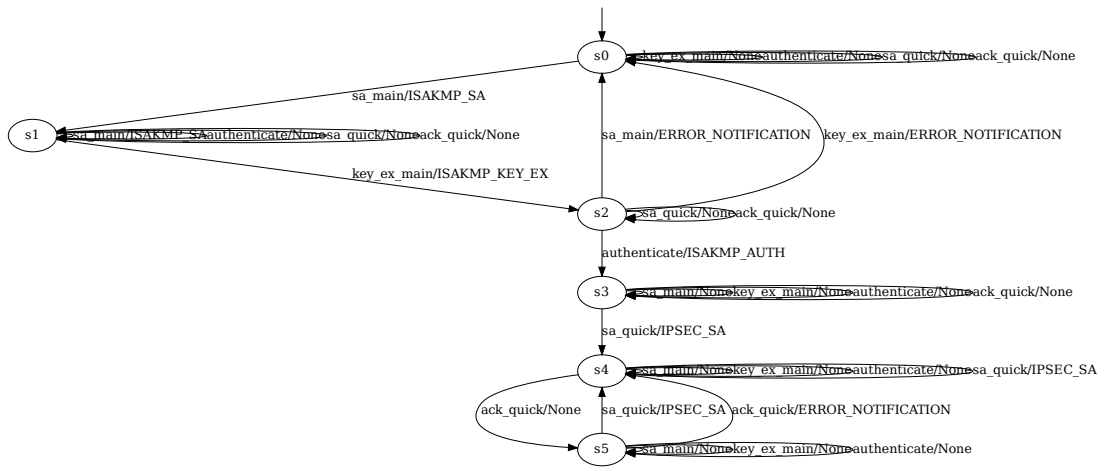 s0
key_ex_main/None
authenticate/None
sa_quick/None
ack_quick/None
sa_main/ISAKMP_SA
s1
sa_main/ISAKMP_SA
authenticate/None
sa_quick/None
ack_quick/None
sa_main/ERROR_NOTIFICATION
key_ex_main/ERROR_NOTIFICATION
key_ex_main/ISAKMP_KEY_EX
s2
sa_quick/None
ack_quick/None
authenticate/ISAKMP_AUTH
s3
sa_main/None
key_ex_main/None
authenticate/None
ack_quick/None
sa_quick/IPSEC_SA
s4
sa_main/None
key_ex_main/None
authenticate/None
sa_quick/IPSEC_SA
ack_quick/None
sa_quick/IPSEC_SA
ack_quick/ERROR_NOTIFICATION
s5
sa_main/None
key_ex_main/None
authenticate/None